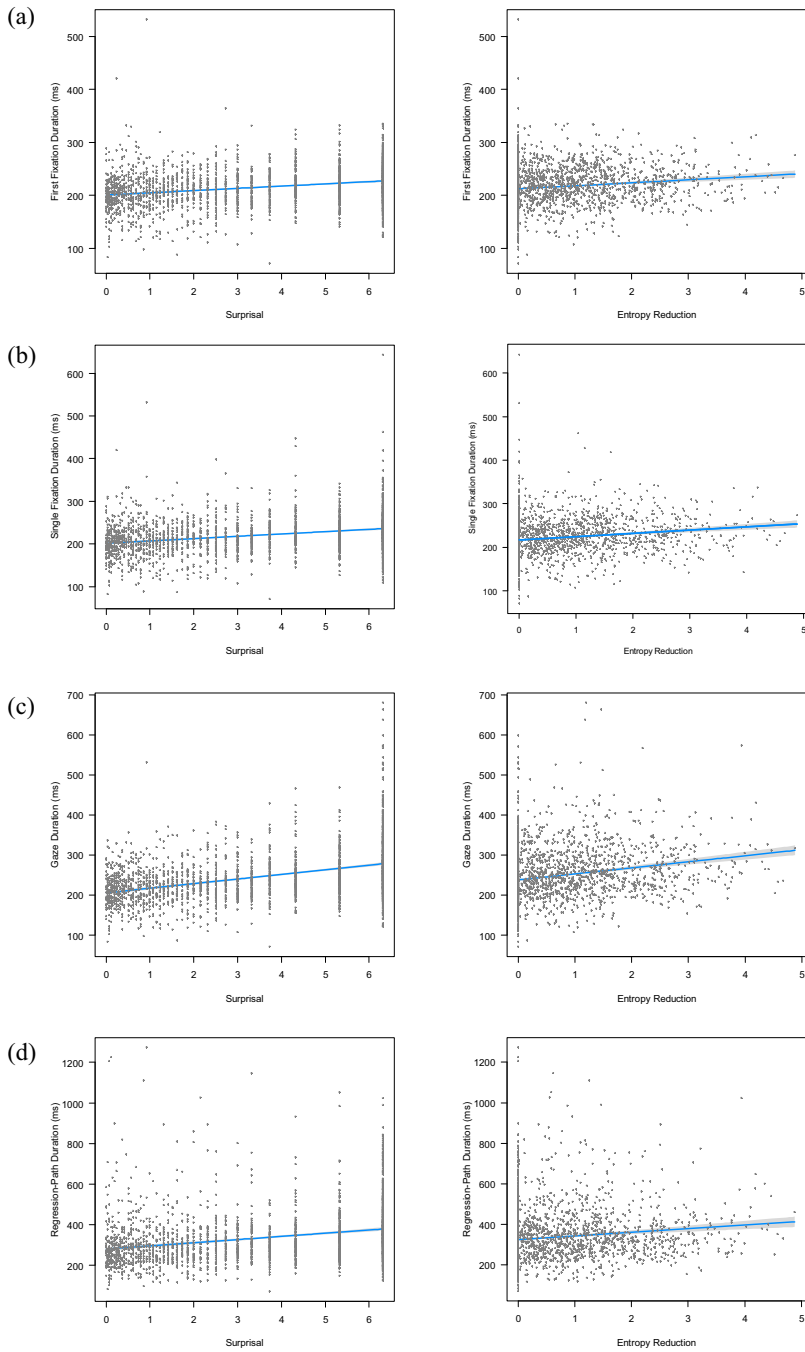 (a)
First Fixation Duration (ms)
500
400
300
200
100
0 1 2 3 4 5 6
Surprisal
First Fixation Duration (ms)
500
400
300
200
100
0 1 2 3 4 5
Entropy Reduction
(b)
Single Fixation Duration (ms)
600
500
400
300
200
100
0 1 2 3 4 5 6
Surprisal
Single Fixation Duration (ms)
600
500
400
300
200
100
0 1 2 3 4 5
Entropy Reduction
(c)
Gaze Duration (ms)
700
600
500
400
300
200
100
0 1 2 3 4 5 6
Surprisal
Gaze Duration (ms)
700
600
500
400
300
200
100
0 1 2 3 4 5
Entropy Reduction
(d)
Regression-Path Duration (ms)
1200
1000
800
600
400
200
0 1 2 3 4 5 6
Surprisal
Regression-Path Duration (ms)
1200
1000
800
600
400
200
0 1 2 3 4 5
Entropy Reduction